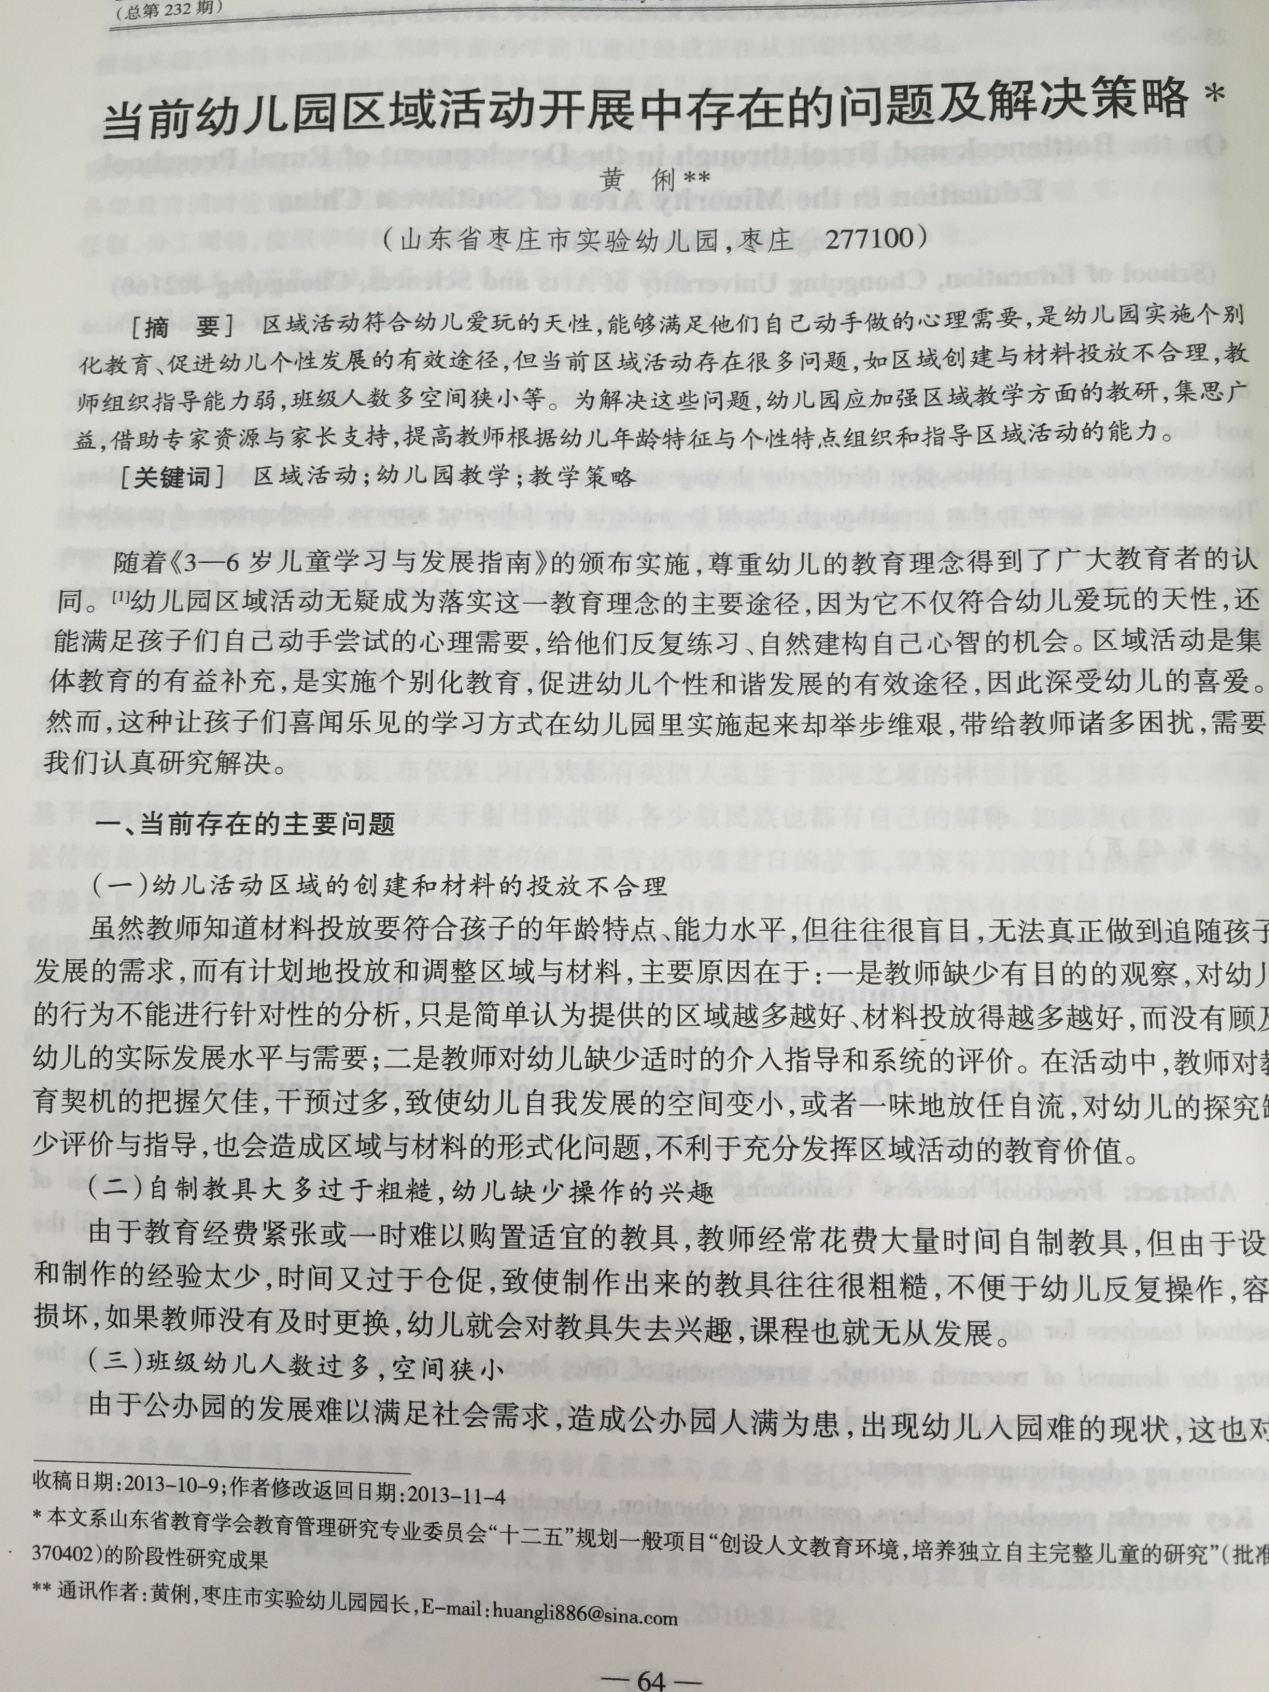 (总第 232 期)
当前幼儿园区域活动开展中存在的问题及解决策略*
黄 俐**
(山东省枣庄市实验幼儿园,枣庄 277100)
[摘 要] 区域活动符合幼儿爱玩的天性,能够满足他们自己动手做的心理需要,是幼儿园实施个别
化教育、促进幼儿个性发展的有效途径,但当前区域活动存在很多问题,如区域创建与材料投放不合理,教
师组织指导能力弱,班级人数多空间狭小等。为解决这些问题,幼儿园应加强区域教学方面的教研,集思广
益,借助专家资源与家长支持,提高教师根据幼儿年龄特征与个性特点组织和指导区域活动的能力。
[关键词] 区域活动;幼儿园教学;教学策略
随着《3—6 岁儿童学习与发展指南》的颁布实施,尊重幼儿的教育理念得到了广大教育者的认
同。[1]幼儿园区域活动无疑成为落实这一教育理念的主要途径,因为它不仅符合幼儿爱玩的天性,还
能满足孩子们自己动手尝试的心理需要,给他们反复练习、自然建构自己心智的机会。区域活动是集
体教育的有益补充,是实施个别化教育,促进幼儿个性和谐发展的有效途径,因此深受幼儿的喜爱。
然而,这种让孩子们喜闻乐见的学习方式在幼儿园里实施起来却举步维艰,带给教师诸多困扰,需要
我们认真研究解决。
一、当前存在的主要问题
(一)幼儿活动区域的创建和材料的投放不合理
虽然教师知道材料投放要符合孩子的年龄特点、能力水平,但往往很盲目,无法真正做到追随孩子
发展的需求,而有计划地投放和调整区域与材料,主要原因在于:一是教师缺少有目的的观察,对幼儿
的行为不能进行针对性的分析,只是简单认为提供的区域越多越好、材料投放得越多越好,而没有顾及
幼儿的实际发展水平与需要;二是教师对幼儿缺少适时的介入指导和系统的评价。在活动中,教师对教
育契机的把握欠佳,干预过多,致使幼儿自我发展的空间变小,或者一味地放任自流,对幼儿的探究缺
少评价与指导,也会造成区域与材料的形式化问题,不利于充分发挥区域活动的教育价值。
(二)自制教具大多过于粗糙,幼儿缺少操作的兴趣
由于教育经费紧张或一时难以购置适宜的教具,教师经常花费大量时间自制教具,但由于设
和制作的经验太少,时间又过于仓促,致使制作出来的教具往往很粗糙,不便于幼儿反复操作,容
损坏,如果教师没有及时更换,幼儿就会对教具失去兴趣,课程也就无从发展。
(三)班级幼儿人数过多,空间狭小
由于公办园的发展难以满足社会需求,造成公办园人满为患,出现幼儿入园难的现状,这也对
收稿日期:2013-10-9;作者修改返回日期:2013-11-4
* 本文系山东省教育学会教育管理研究专业委员会“十二五”规划一般项目“创设人文教育环境,培养独立自主完整儿童的研究”(批准
370402)的阶段性研究成果
** 通讯作者:黄俐,枣庄市实验幼儿园园长,E-mail:huangli886@sina.com
— 64 —